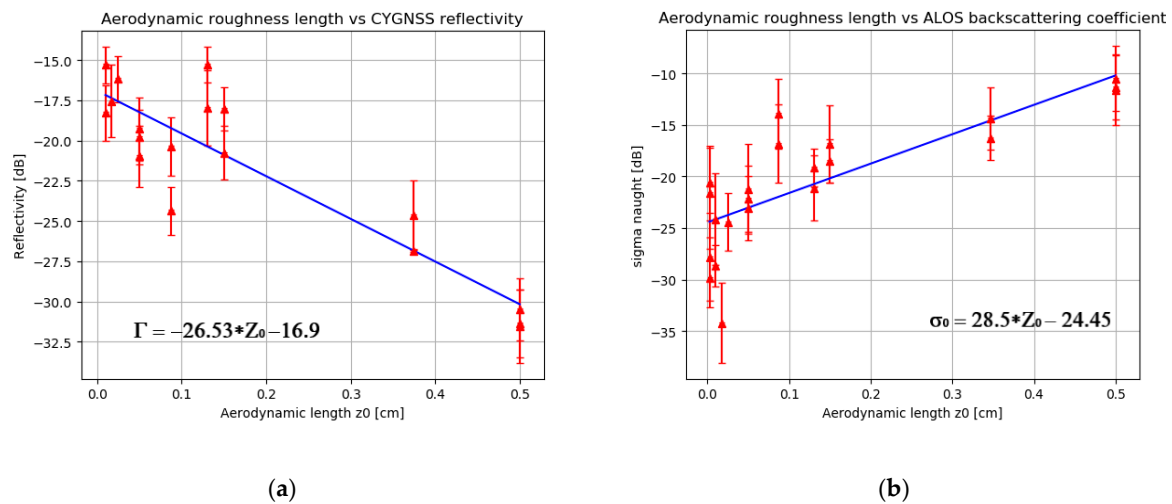 Aerodynamic roughness length vs CYGNSS reflectivity
−15.0
−17.5
−20.0
−22.5
−25.0
−27.5
−30.0
−32.5
Reflectivity [dB]
Γ = −26.53*Z₀−16.9
0.0 0.1 0.2 0.3 0.4 0.5
Aerodynamic length z0 [cm]
(a)
Aerodynamic roughness length vs ALOS backscattering coefficient
−10
−15
−20
−25
−30
−35
sigma naught [dB]
σ₀ = 28.5*Z₀− 24.45
0.0 0.1 0.2 0.3 0.4 0.5
Aerodynamic length z0 [cm]
(b)